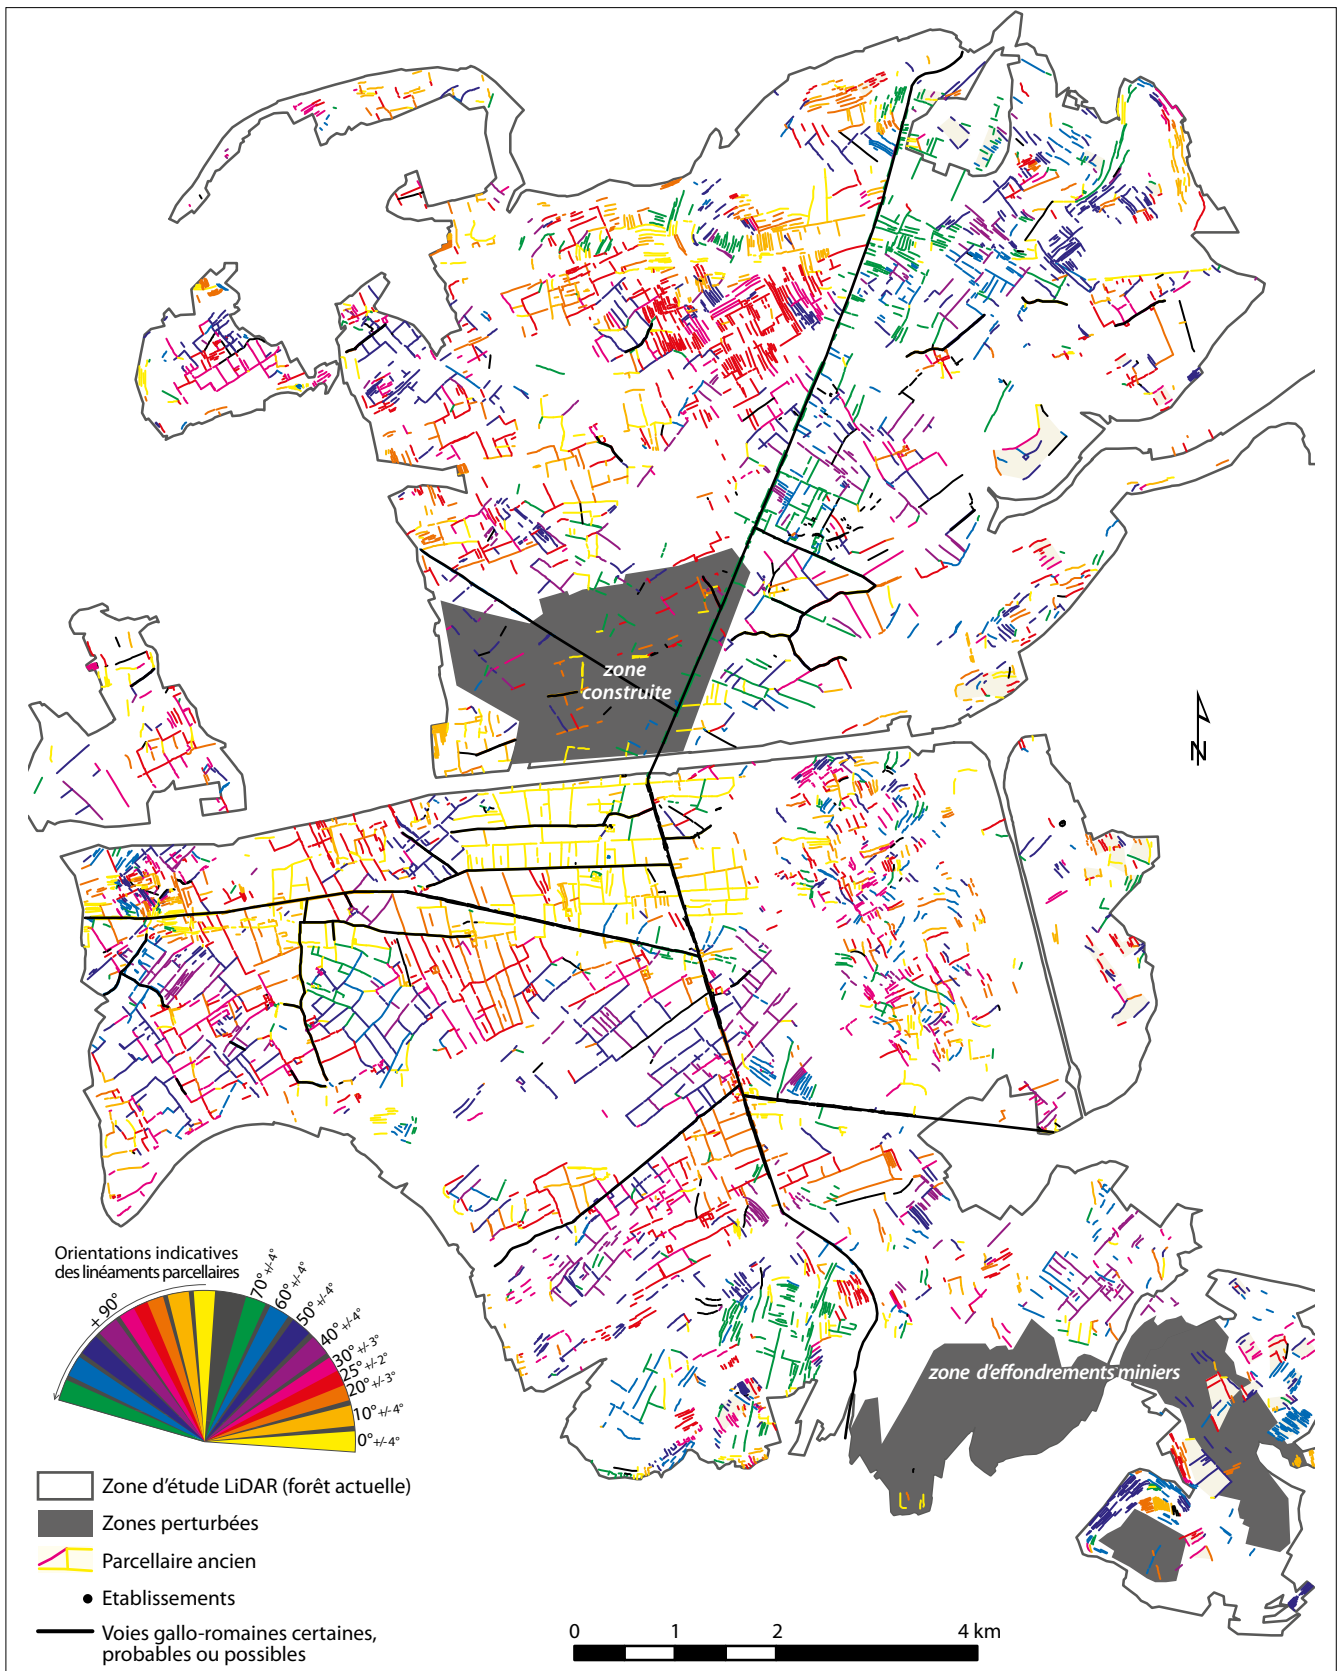 zone
construite
N
Orientations indicatives
des linéaments parcellaires
+ 90°
70° +/-4°
60° +/-4°
50° +/-4°
40° +/-4°
30° +/-3°
25° +/-2°
20° +/-3°
10° +/-4°
0° +/-4°
zone d'effondrements miniers
Zone d'étude LiDAR (forêt actuelle)
Zones perturbées
Parcellaire ancien
Etablissements
Voies gallo-romaines certaines,
probables ou possibles
0 1 2 4 km